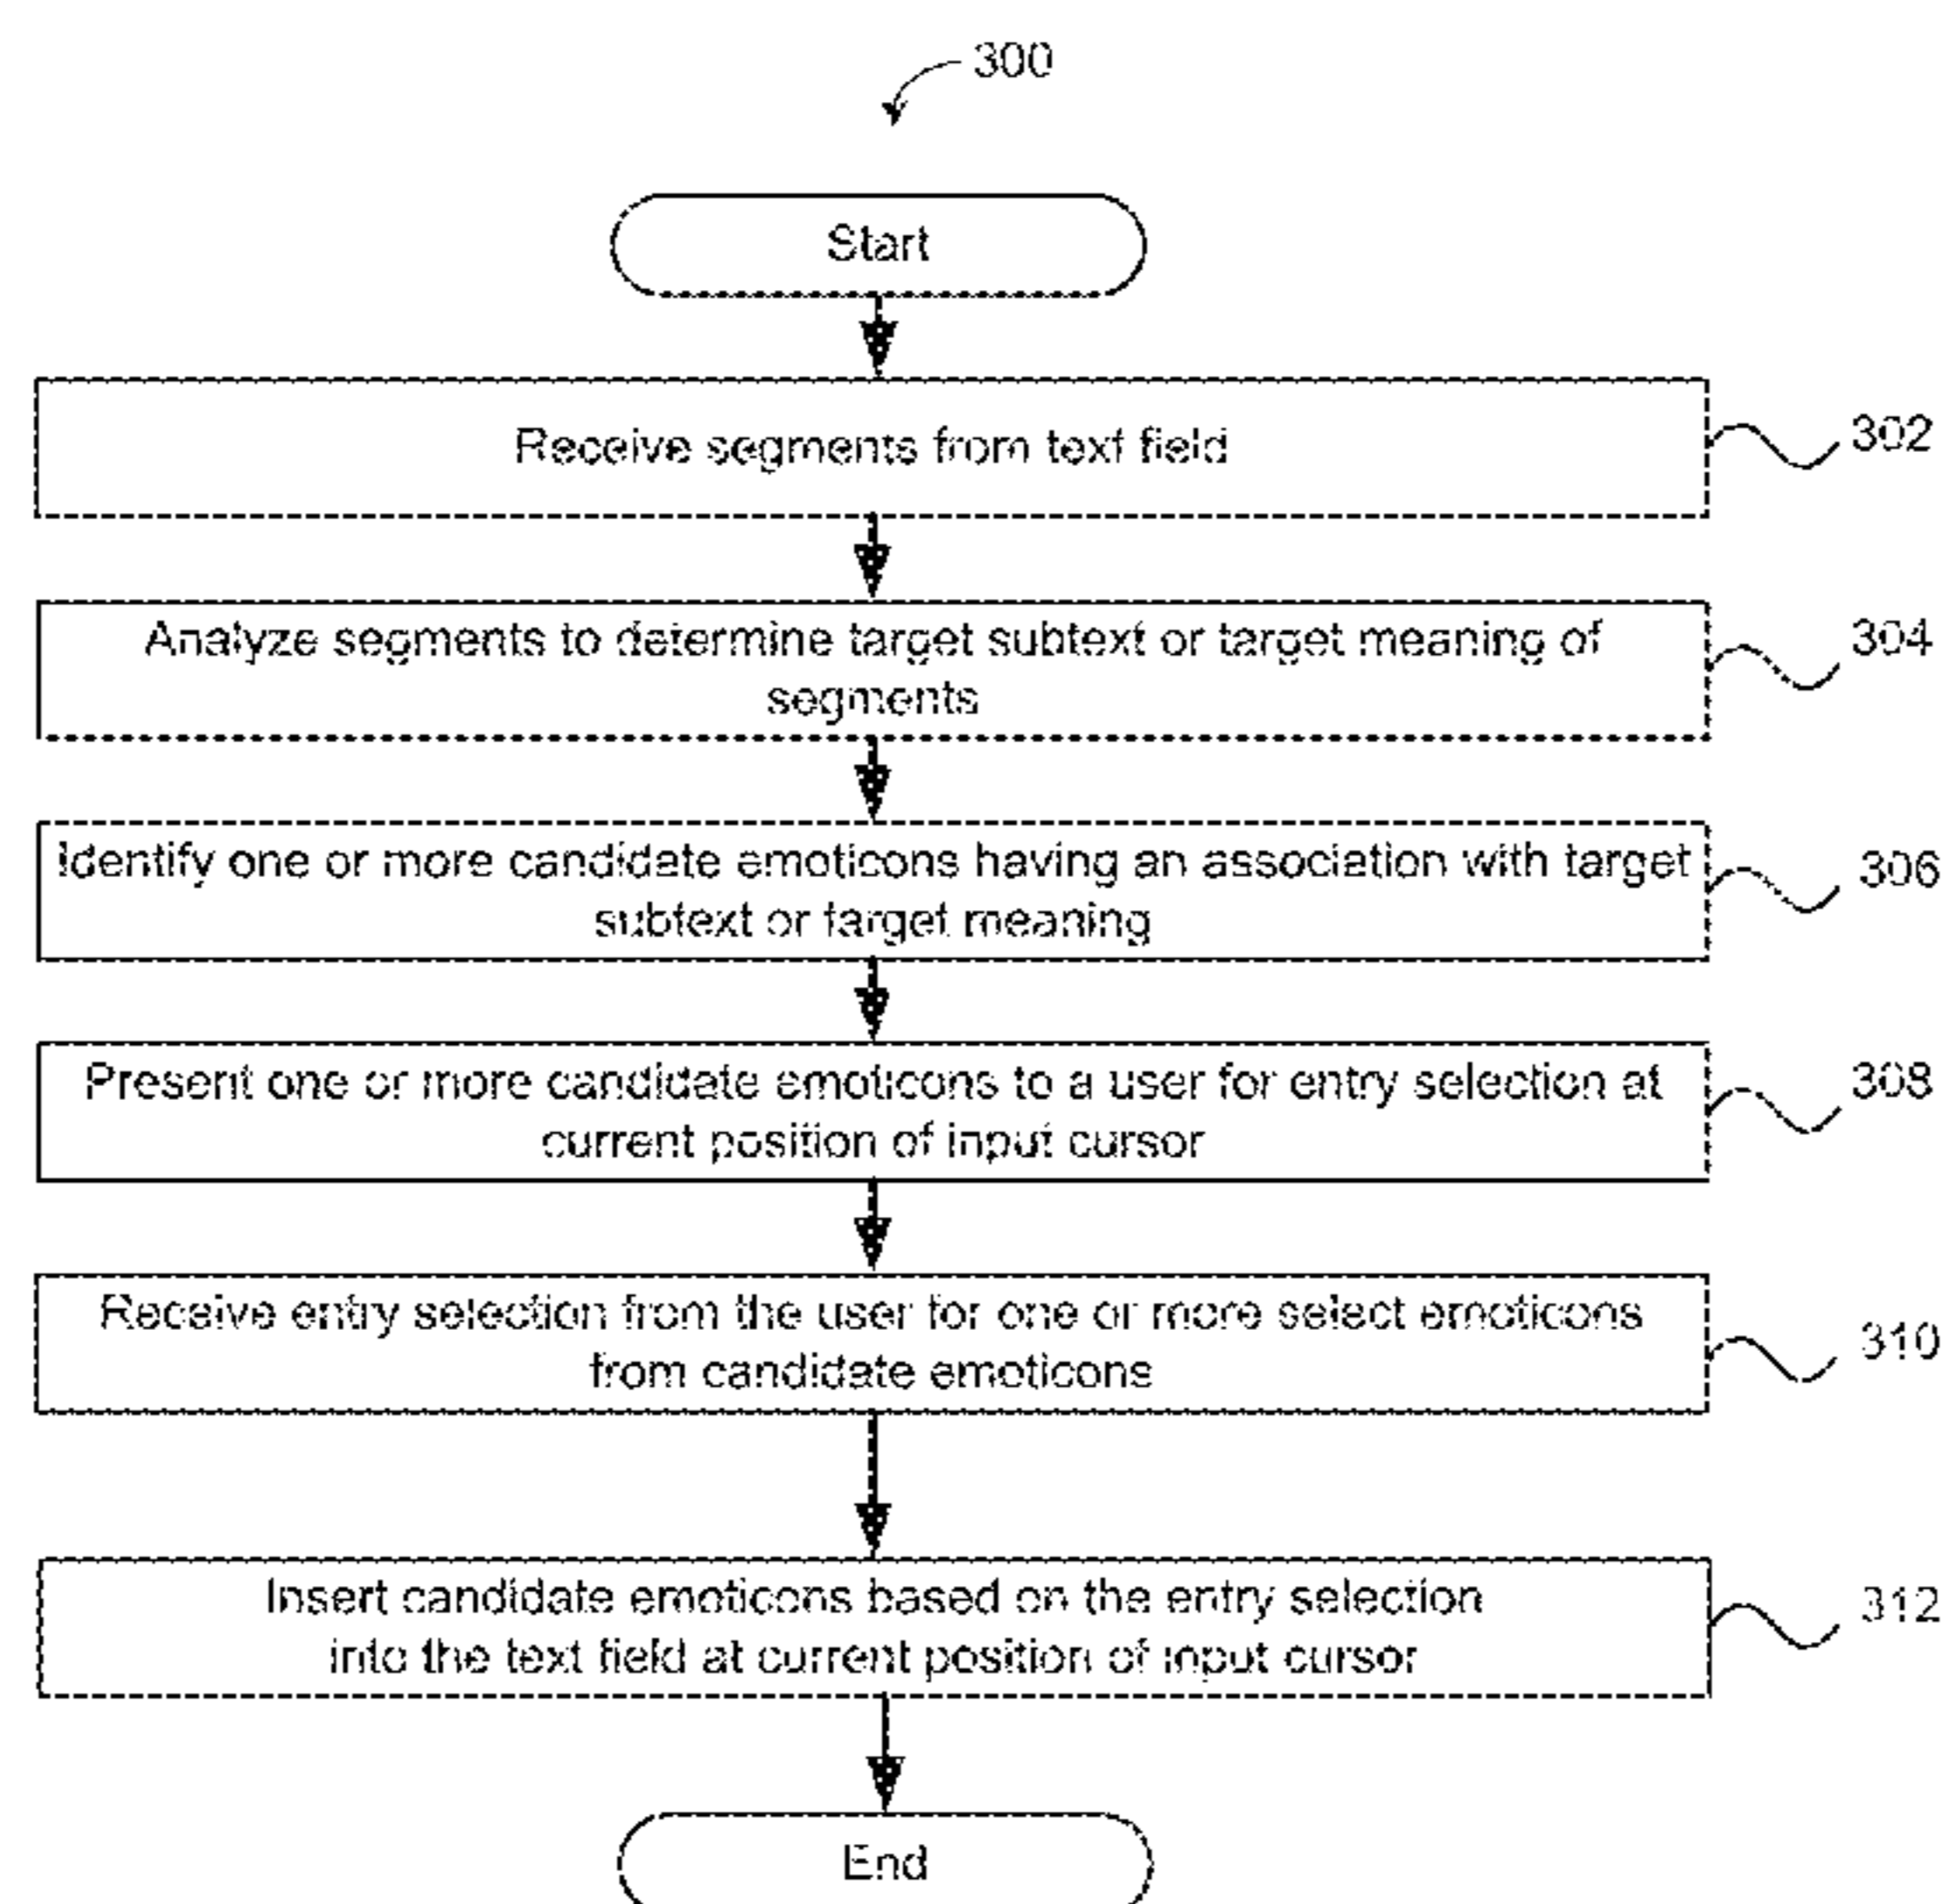 300
Start
Receive segments from text field
302
Analyze segments to determine target subtext or target meaning of
segments
304
Identify one or more candidate emoticons having an association with target
subtext or target meaning
306
Present one or more candidate emoticons to a user for entry selection at
current position of input cursor
308
Receive entry selection from the user for one or more select emoticons
from candidate emoticons
310
Insert candidate emoticons based on the entry selection
into the text field at current position of input cursor
312
End